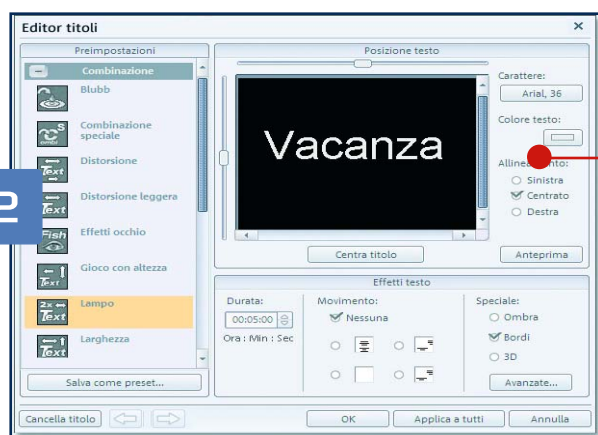 Editor titoli
Preimpostazioni
Combinazione
Blubb
Combinazione
speciale
Distorsione
Distorsione leggera
Effetti occhio
Gioco con altezza
Lampo
Larghezza
Salva come preset...
Posizione testo
Vacanza
Centra titolo
Carattere:
Arial, 36
Colore testo:
Sinistra
Centrato
Destra
Anteprima
Effetti testo
Durata:
00:05:00
Ora : Min : Sec
Movimento:
Nessuna
Speciale:
Ombra
Bordi
3D
Avanzate...
Cancella titolo
OK
Applica a tutti
Annulla
Text
Text
Fish
Text
2x
Text
Text